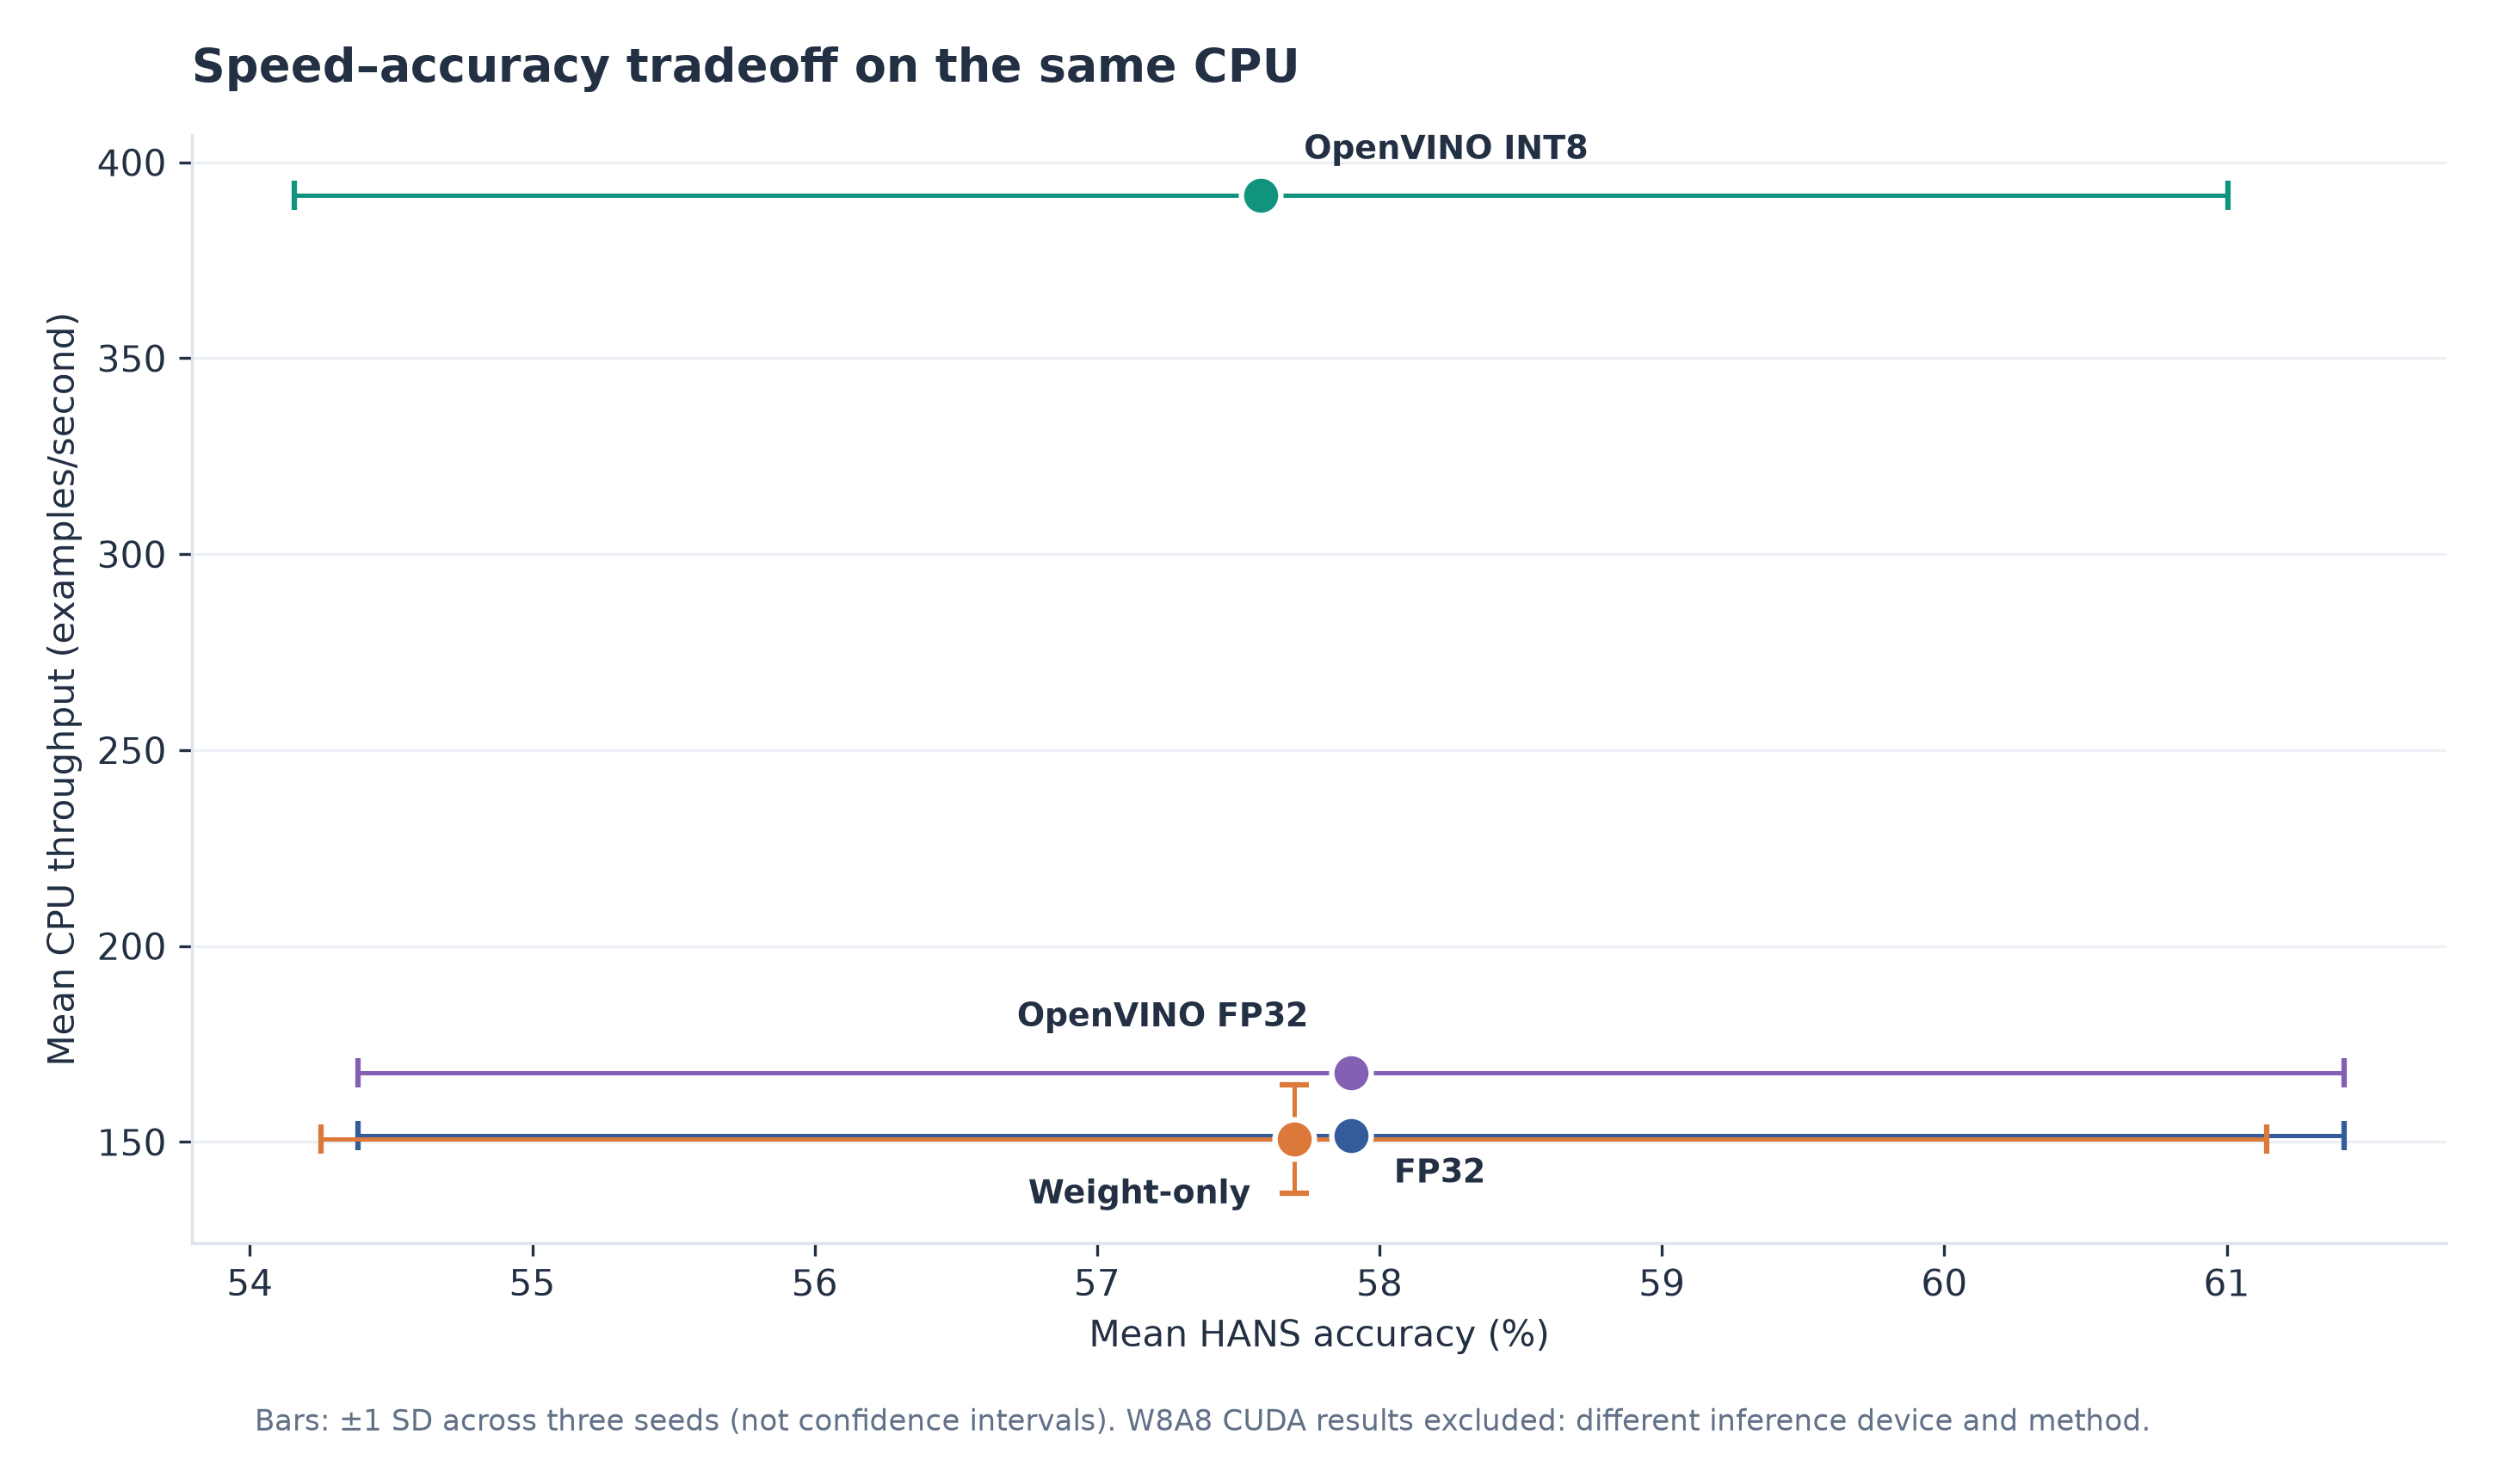 Speed–accuracy tradeoff on the same CPU
OpenVINO INT8
400
350
300
250
200
150
Mean CPU throughput (examples/second)
OpenVINO FP32
FP32
Weight-only
54 55 56 57 58 59 60 61
Mean HANS accuracy (%)
Bars: ±1 SD across three seeds (not confidence intervals). W8A8 CUDA results excluded: different inference device and method.